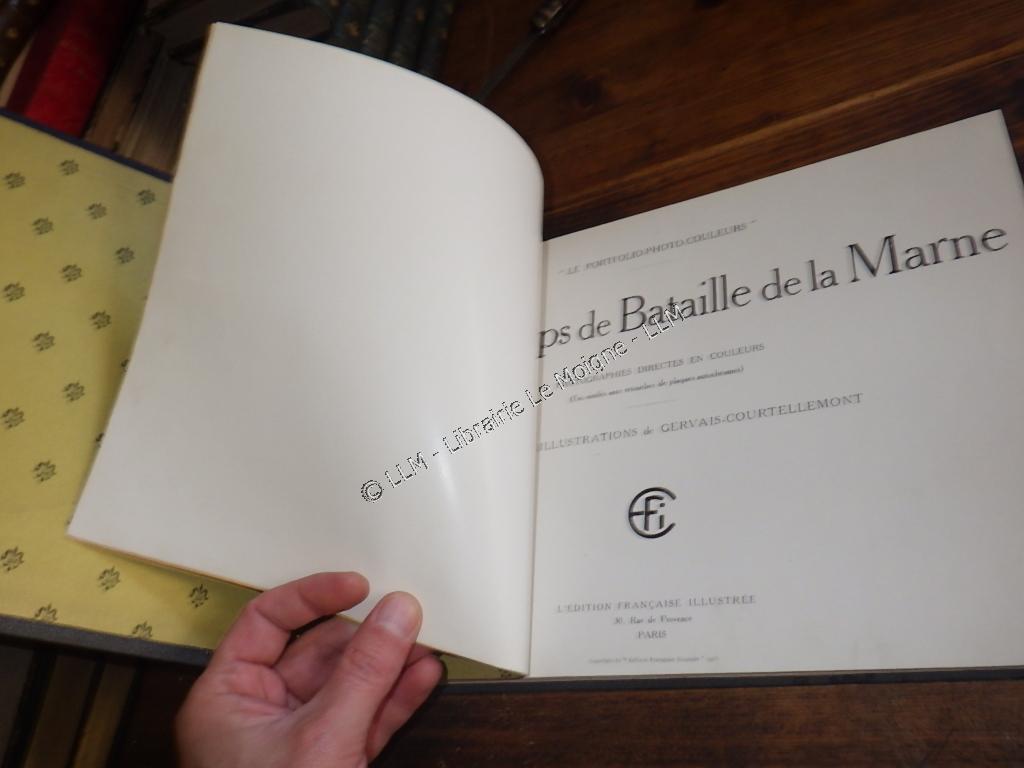 " LE PORTFOLIO-PHOTO-COULEURS "
ps de Bataille de la Marne
GRAPHIES DIRECTES EN COULEURS
ILLUSTRATIONS de GERVAIS-COURTELLEMONT
EFI
L'ÉDITION FRANÇAISE ILLUSTRÉE
30, Rue de Provence
PARIS
© LLM - Librairie Le Moigne - LLM